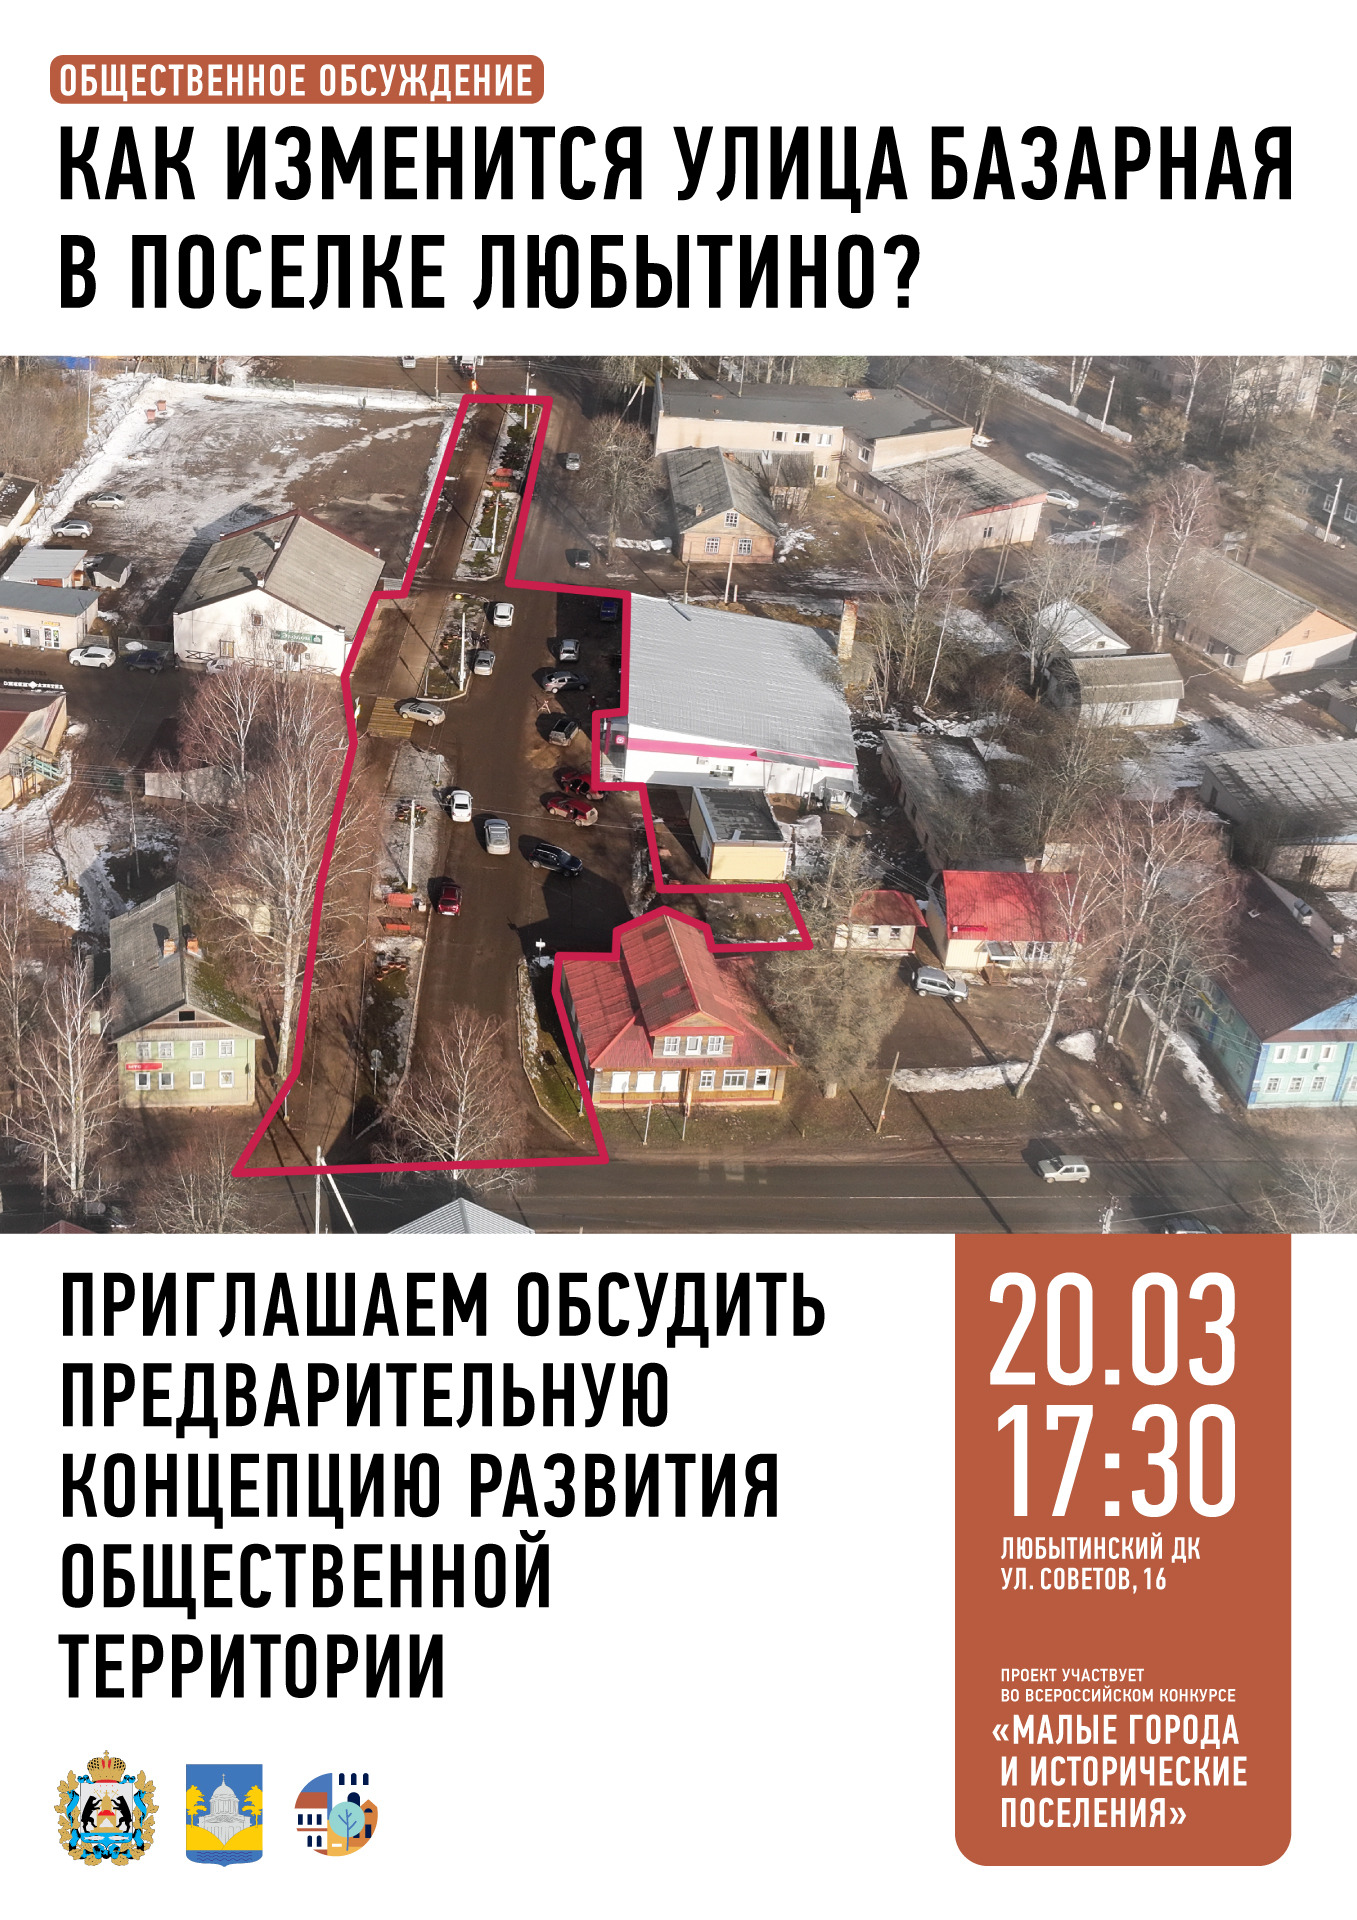 ОБЩЕСТВЕННОЕ ОБСУЖДЕНИЕ
КАК ИЗМЕНИТСЯ УЛИЦА БАЗАРНАЯ
В ПОСЕЛКЕ ЛЮБЫТИНО?
ПРИГЛАШАЕМ ОБСУДИТЬ
ПРЕДВАРИТЕЛЬНУЮ
КОНЦЕПЦИЮ РАЗВИТИЯ
ОБЩЕСТВЕННОЙ
ТЕРРИТОРИИ
20.03
17:30
ЛЮБЫТИНСКИЙ ДК
УЛ. СОВЕТОВ, 16
ПРОЕКТ УЧАСТВУЕТ
ВО ВСЕРОССИЙСКОМ КОНКУРСЕ
«МАЛЫЕ ГОРОДА
И ИСТОРИЧЕСКИЕ
ПОСЕЛЕНИЯ»